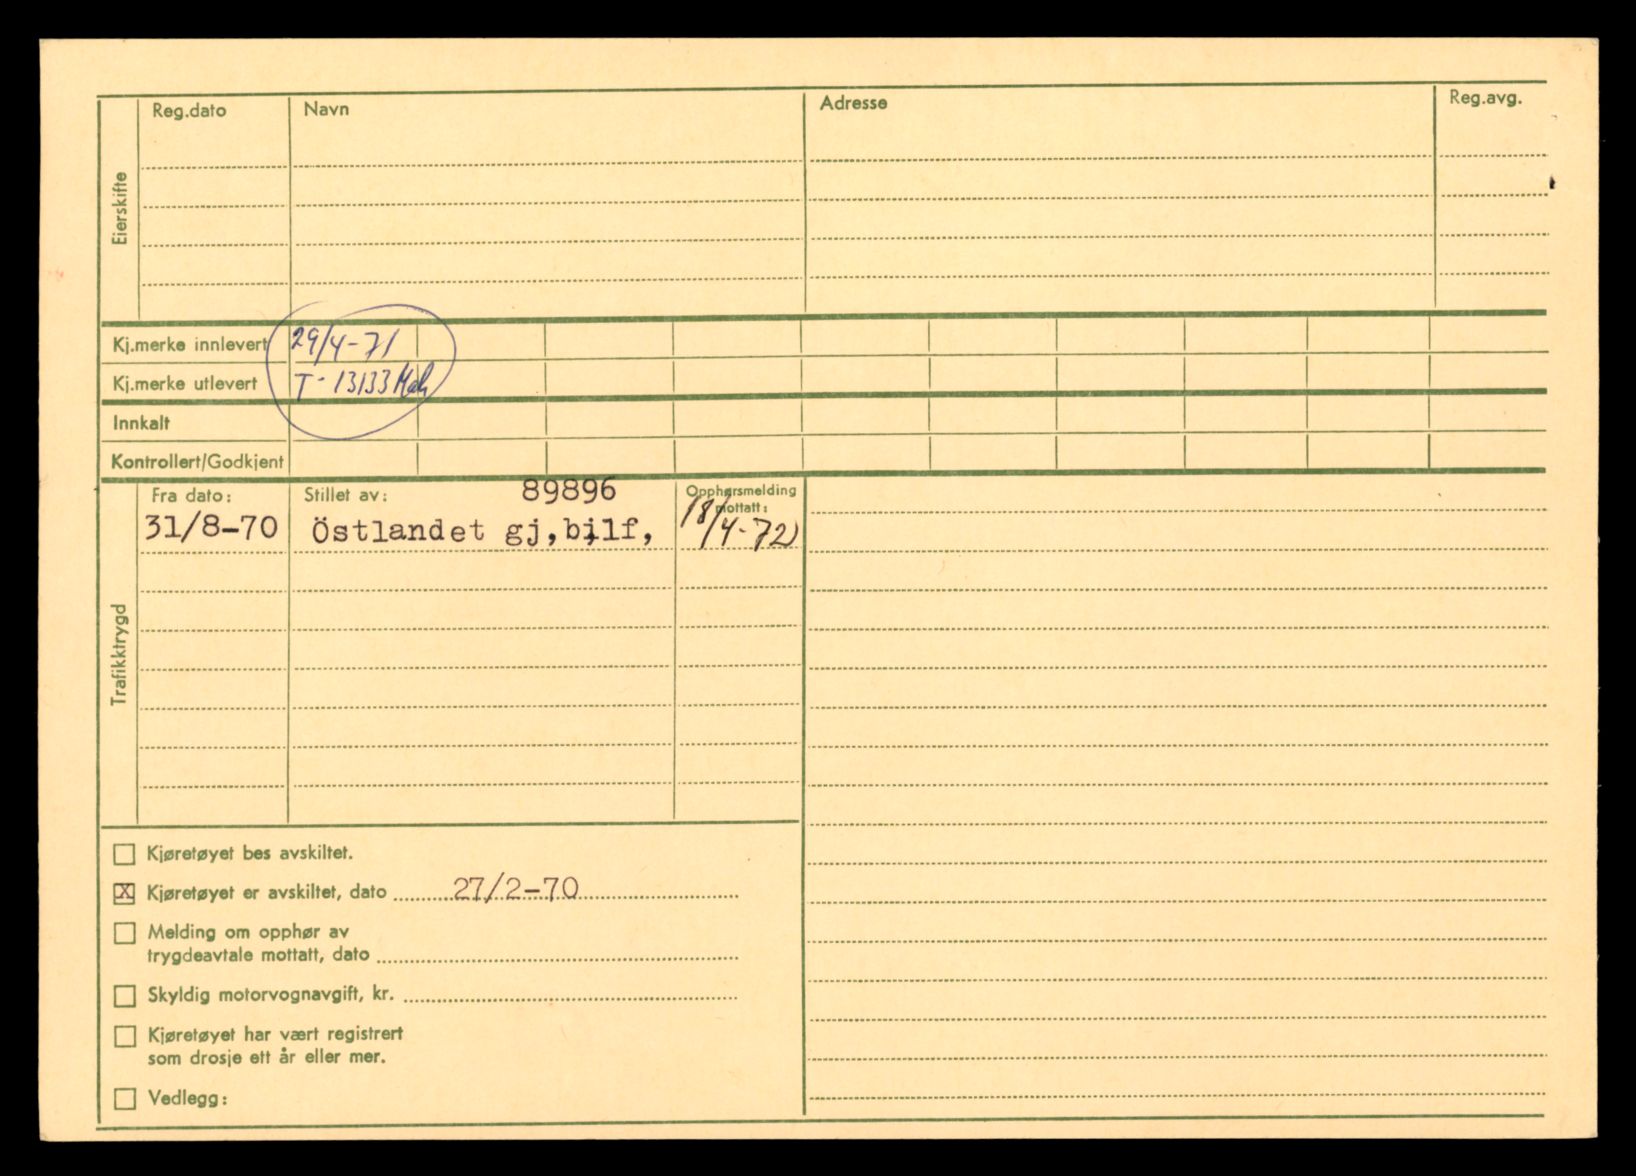 Reg.dato Navn Adresse Reg.avg.
Eierskifte
Kj.merke innlevert 29/4-71
Kj.merke utlevert T-13133
Innkalt
Kontrollert/Godkjent
Trafikktrygd
Fra dato: Stillet av: 89896 Opphørsmelding
mottatt:
31/8-70 Östlandet gj,bilf, 18/4-72
Kjøretøyet bes avskiltet.
X Kjøretøyet er avskiltet, dato 27/2-70
Melding om opphør av
trygdeavtale mottatt, dato
Skyldig motorvognavgift, kr.
Kjøretøyet har vært registrert
som drosje ett år eller mer.
Vedlegg: